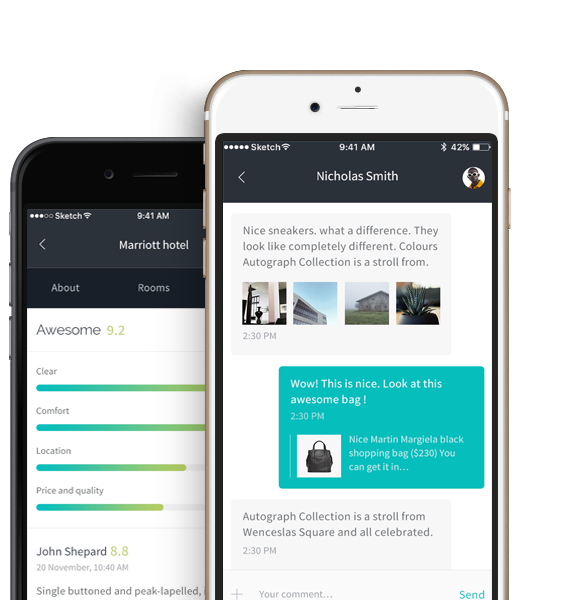 Sketch 9:41 AM
Marriott hotel
About Rooms
Awesome 9.2
Clear
Comfort
Location
Price and quality
John Shepard 8.8
20 November, 10:40 AM
Single buttoned and peak-lapelled,
Sketch 9:41 AM 42%
Nicholas Smith
Nice sneakers. what a difference. They
look like completely different. Colours
Autograph Collection is a stroll from.
2:30 PM
Wow! This is nice. Look at this
awesome bag !
2:30 PM
Nice Martin Margiela black
shopping bag ($230) You
can get it in...
Autograph Collection is a stroll from
Wenceslas Square and all celebrated.
2:30 PM
Your comment... Send